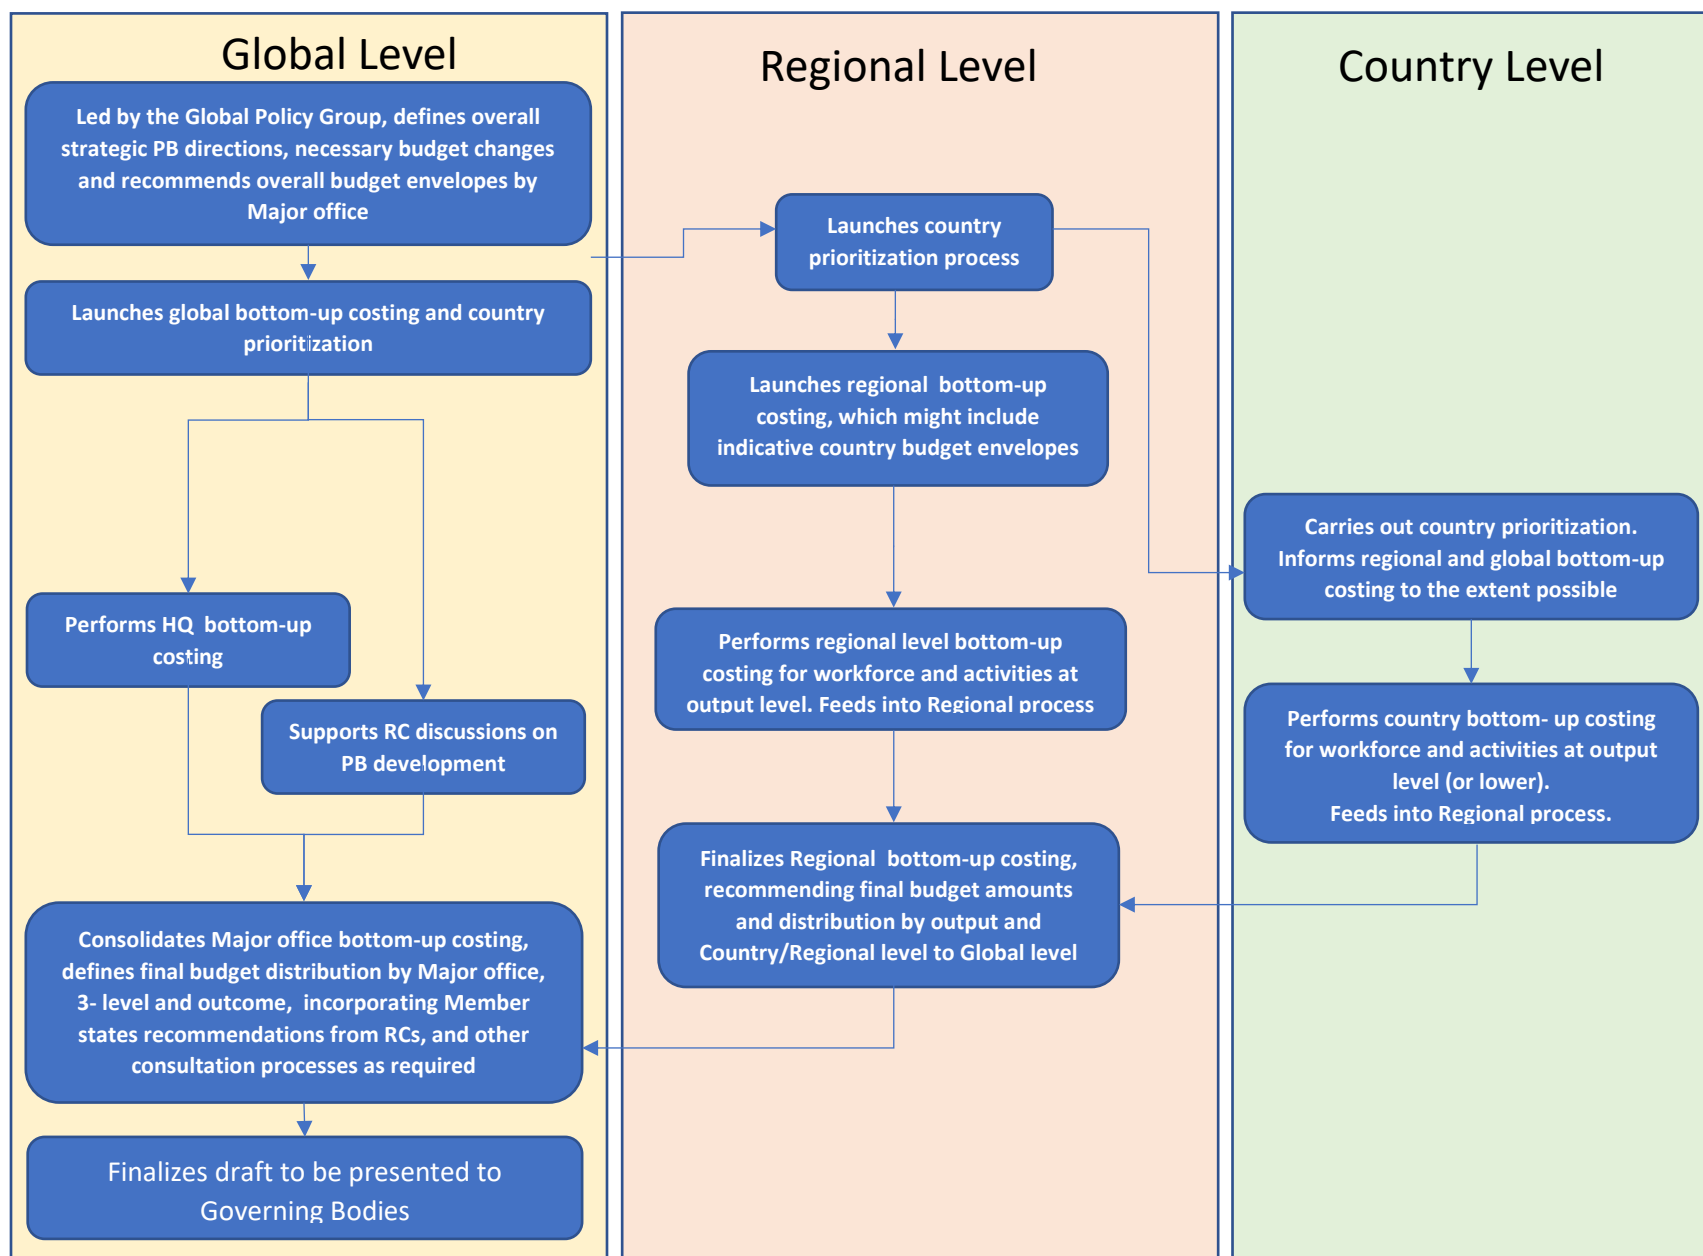 Global Level
Led by the Global Policy Group, defines overall
strategic PB directions, necessary budget changes
and recommends overall budget envelopes by
Major office
Launches global bottom-up costing and country
prioritization
Performs HQ bottom-up
costing
Supports RC discussions on
PB development
Consolidates Major office bottom-up costing,
defines final budget distribution by Major office,
3- level and outcome, incorporating Member
states recommendations from RCs, and other
consultation processes as required
Finalizes draft to be presented to
Governing Bodies
Regional Level
Launches country
prioritization process
Launches regional bottom-up
costing, which might include
indicative country budget envelopes
Performs regional level bottom-up
costing for workforce and activities at
output level. Feeds into Regional process
Finalizes Regional bottom-up costing,
recommending final budget amounts
and distribution by output and
Country/Regional level to Global level
Country Level
Carries out country prioritization.
Informs regional and global bottom-up
costing to the extent possible
Performs country bottom- up costing
for workforce and activities at output
level (or lower).
Feeds into Regional process.